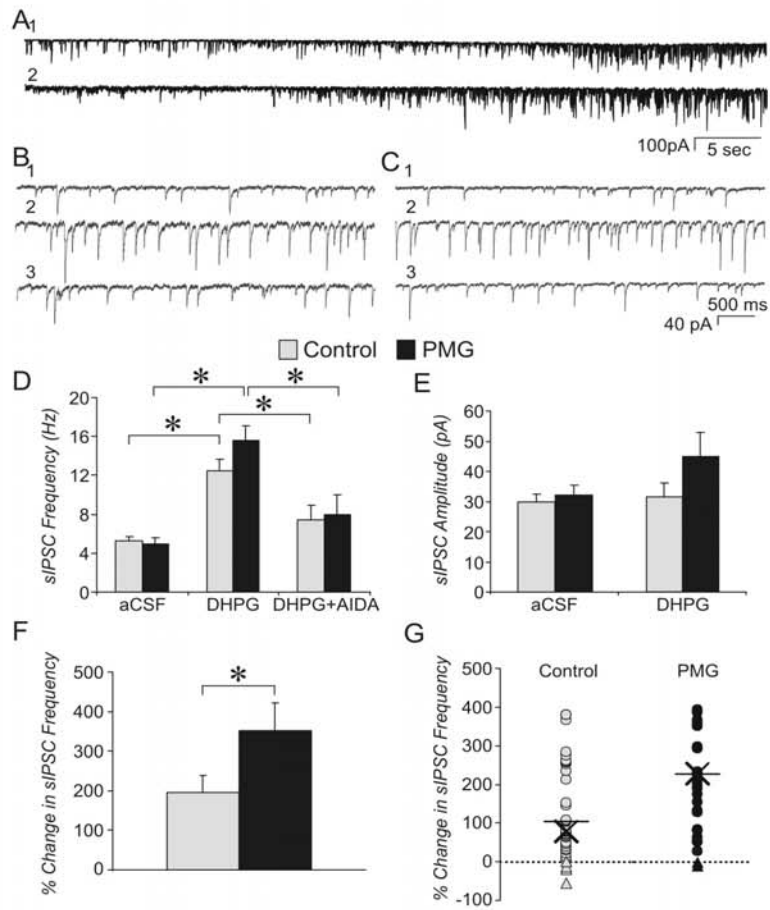 A
1
2
100pA
5 sec
B
1
2
3
C
1
2
3
500 ms
40 pA
Control
PMG
D
sIPSC Frequency (Hz)
20
16
12
8
4
0
*
*
*
*
aCSF
DHPG
DHPG+AIDA
E
sIPSC Amplitude (pA)
60
50
40
30
20
10
0
aCSF
DHPG
F
% Change in sIPSC Frequency
500
400
300
200
100
0
*
G
% Change in sIPSC Frequency
500
400
300
200
100
0
-100
Control
PMG